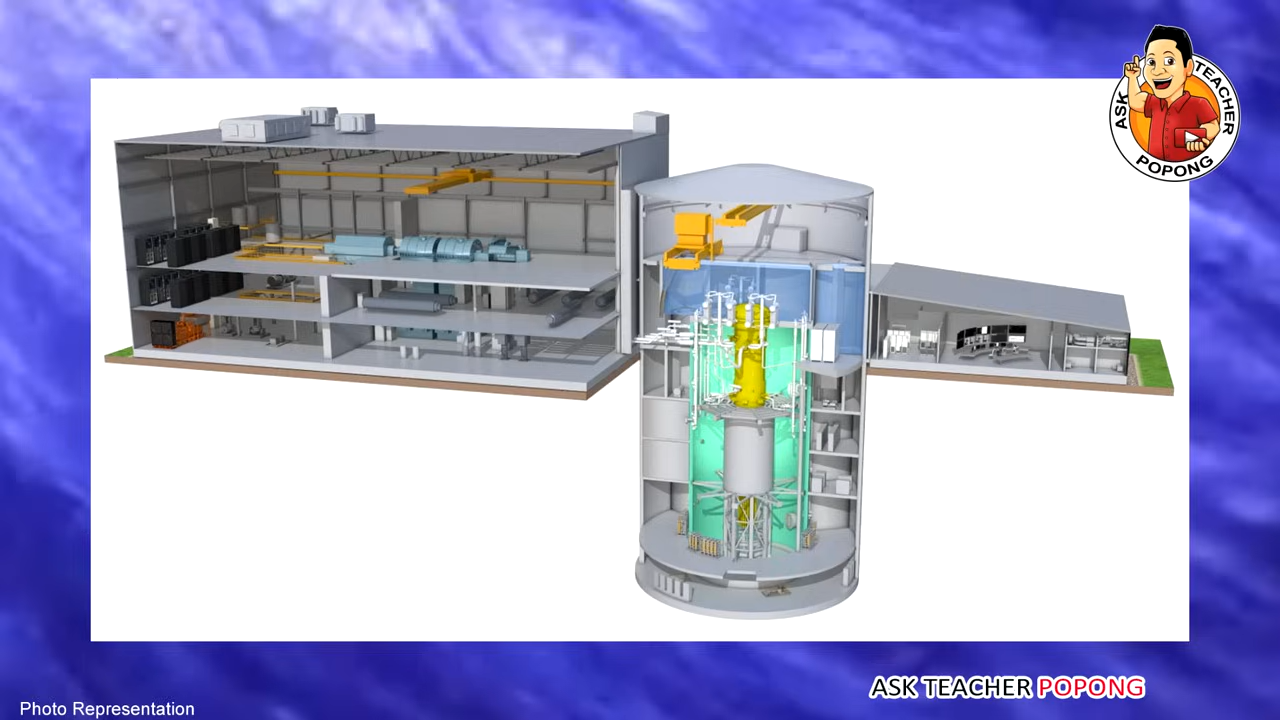 ASK TEACHER
POPONG
ASK TEACHER POPONG
Photo Representation